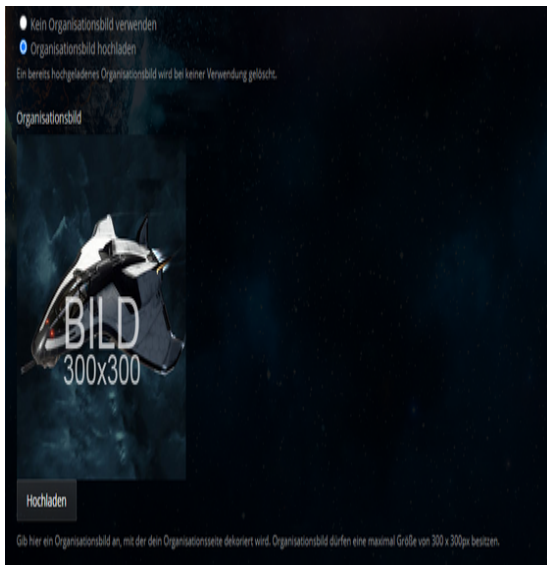 Kein Organisationsbild verwenden
Organisationsbild hochladen
Ein bereits hochgeladenes Organisationsbild wird bei keiner Verwendung gelöscht.
Organisationsbild
BILD
300x300
Hochladen
Gib hier ein Organisationsbild an, mit der dein Organisationsseite dekoriert wird. Organisationsbild dürfen eine maximal Größe von 300 x 300px besitzen.